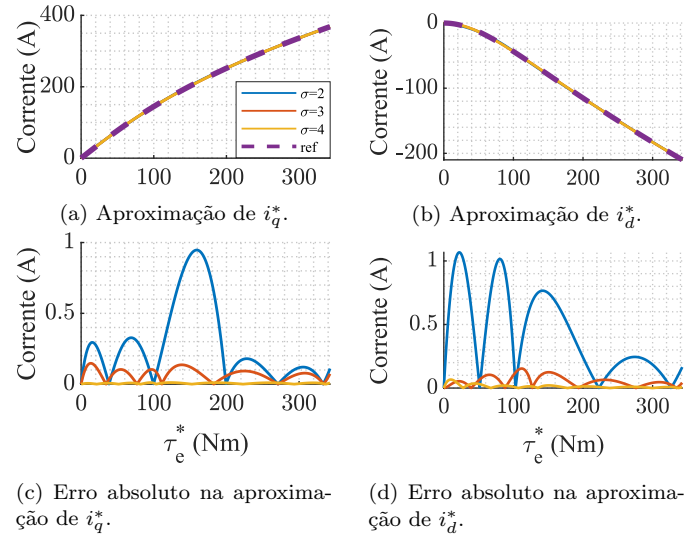 400
200
0
Corrente (A)
σ=2
σ=3
σ=4
ref
0 100 200 300
(a) Aproximação de i*q.
0
-100
-200
Corrente (A)
0 100 200 300
(b) Aproximação de i*d.
1
0.5
0
Corrente (A)
0 100 200 300
τ*e (Nm)
(c) Erro absoluto na aproxima-
ção de i*q.
1
0.5
0
Corrente (A)
0 100 200 300
τ*e (Nm)
(d) Erro absoluto na aproxima-
ção de i*d.